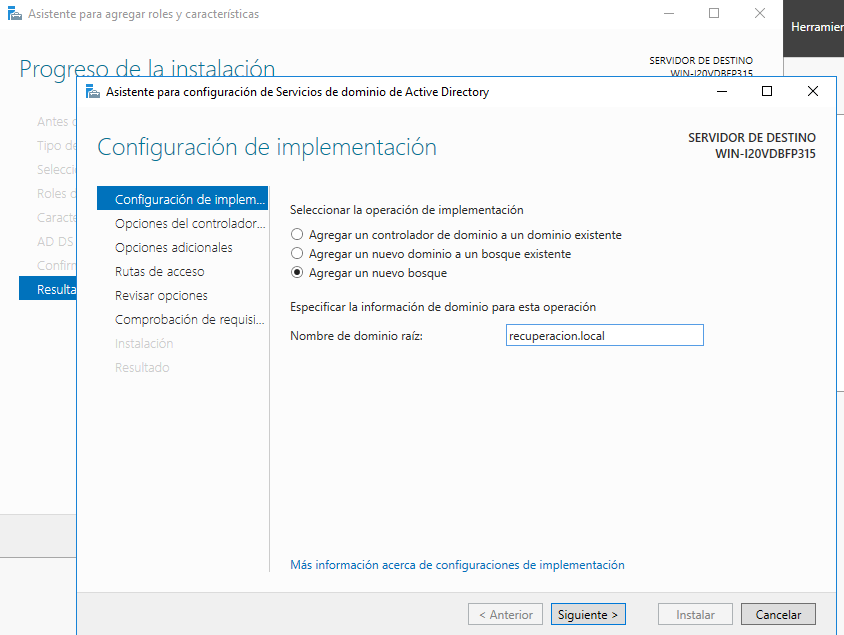 Asistente para agregar roles y características
Herramier
Progreso de la instalación
SERVIDOR DE DESTINO
WIN-I20VDBFP315
Asistente para configuración de Servicios de dominio de Active Directory
Configuración de implementación
SERVIDOR DE DESTINO
WIN-I20VDBFP315
Antes
Tipo de
Selecci
Roles
Caracte
AD DS
Confirm
Resulta
Configuración de implem...
Opciones del controlador...
Opciones adicionales
Rutas de acceso
Revisar opciones
Comprobación de requisi...
Instalación
Resultado
Seleccionar la operación de implementación
Agregar un controlador de dominio a un dominio existente
Agregar un nuevo dominio a un bosque existente
Agregar un nuevo bosque
Especificar la información de dominio para esta operación
Nombre de dominio raíz:
recuperacion.local
Más información acerca de configuraciones de implementación
< Anterior
Siguiente >
Instalar
Cancelar